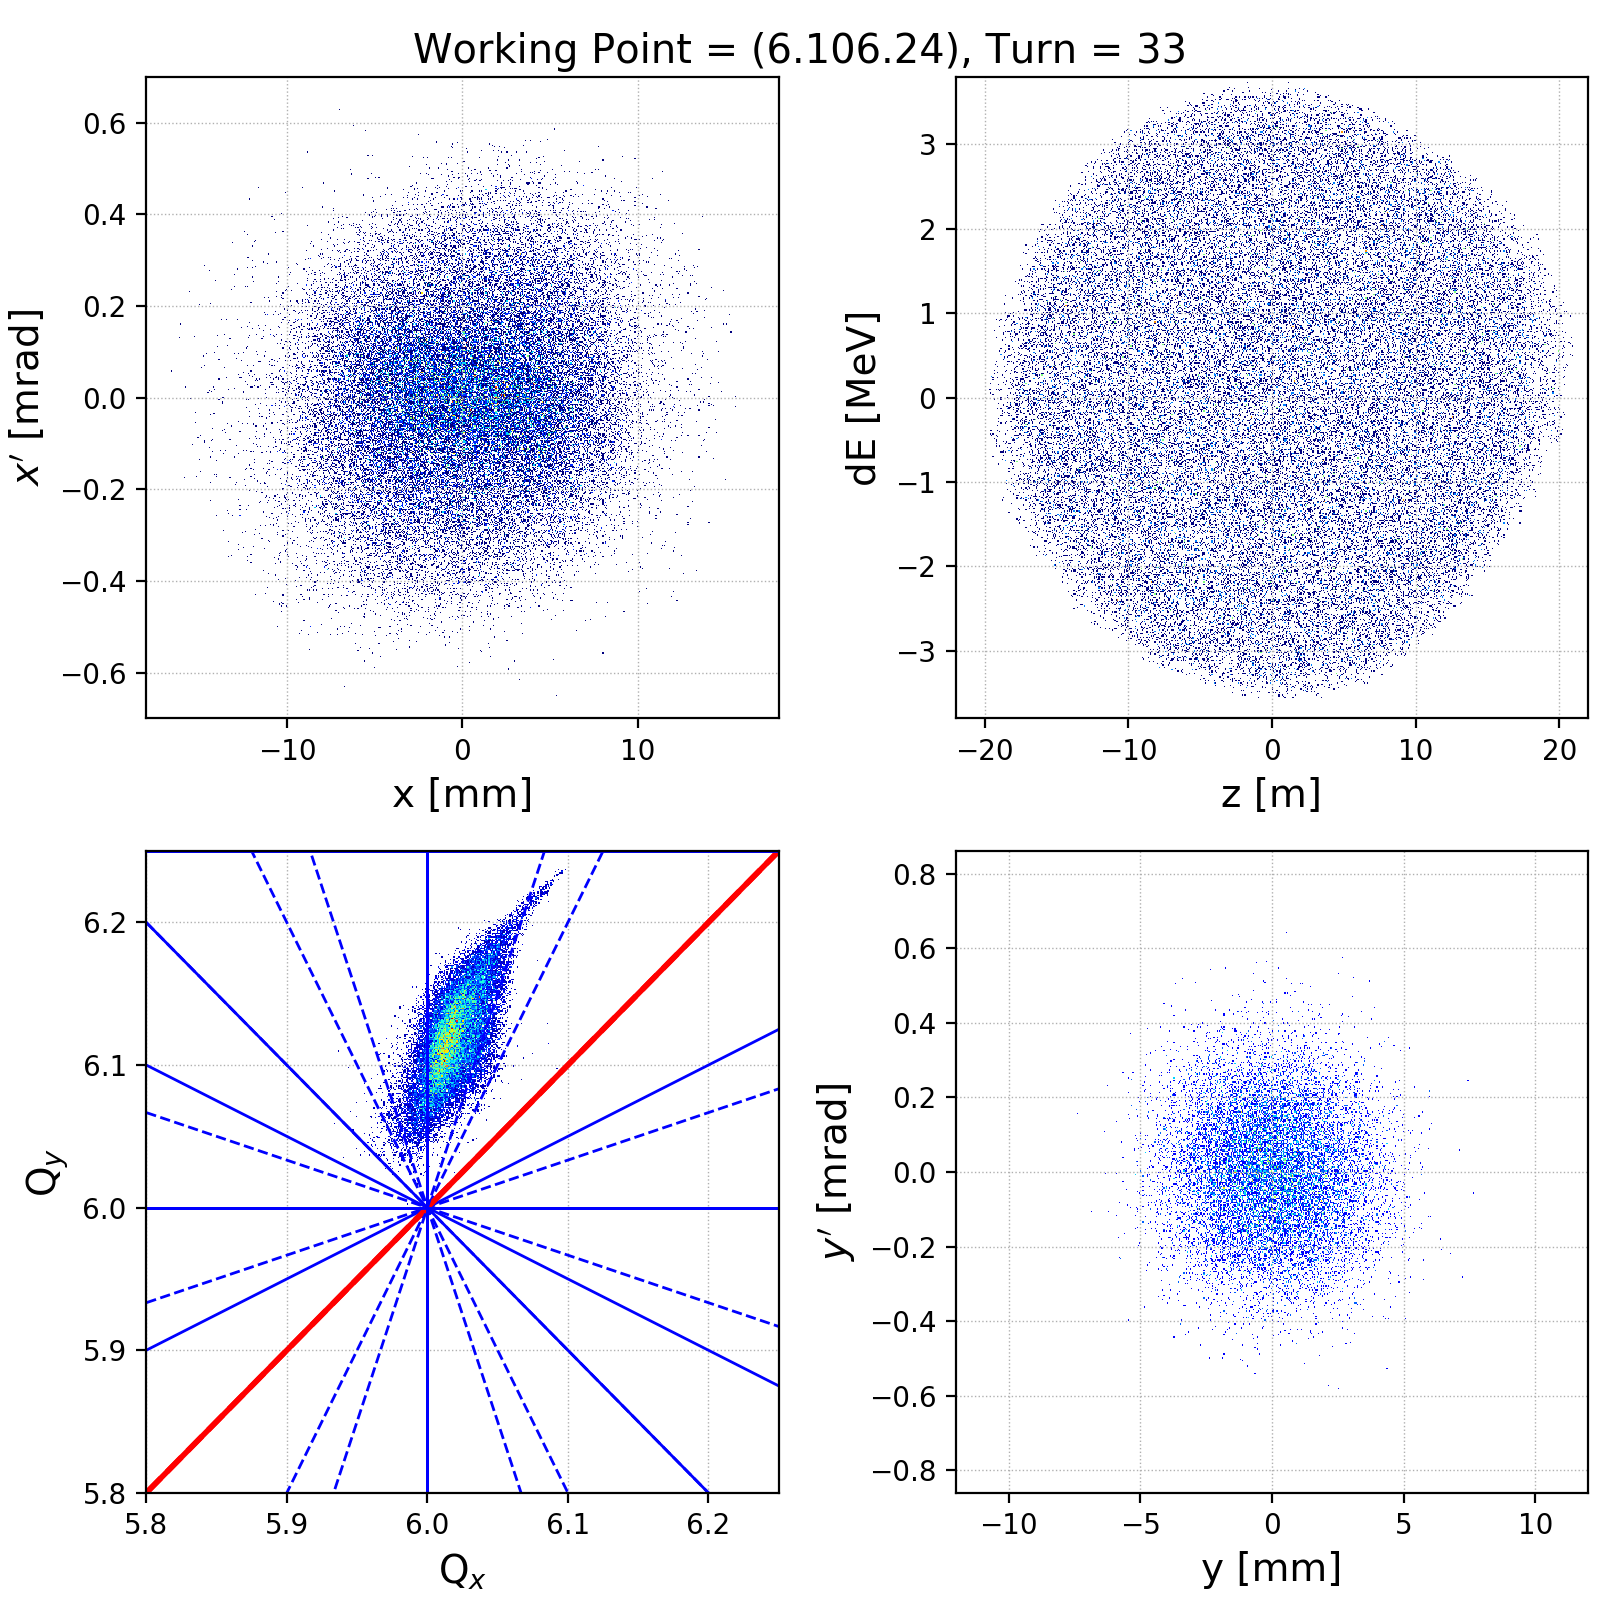 Working Point = (6.106.24), Turn = 33
0.6
0.4
0.2
0.0
−0.2
−0.4
−0.6
x′ [mrad]
−10 0 10
x [mm]
3
2
1
0
−1
−2
−3
dE [MeV]
−20 −10 0 10 20
z [m]
6.2
6.1
6.0
5.9
5.8
Qy
5.8 5.9 6.0 6.1 6.2
Qx
0.8
0.6
0.4
0.2
0.0
−0.2
−0.4
−0.6
−0.8
y′ [mrad]
−10 −5 0 5 10
y [mm]